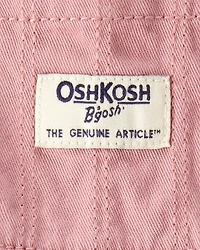 OSHKOSH
B'gosh®
THE GENUINE ARTICLE™